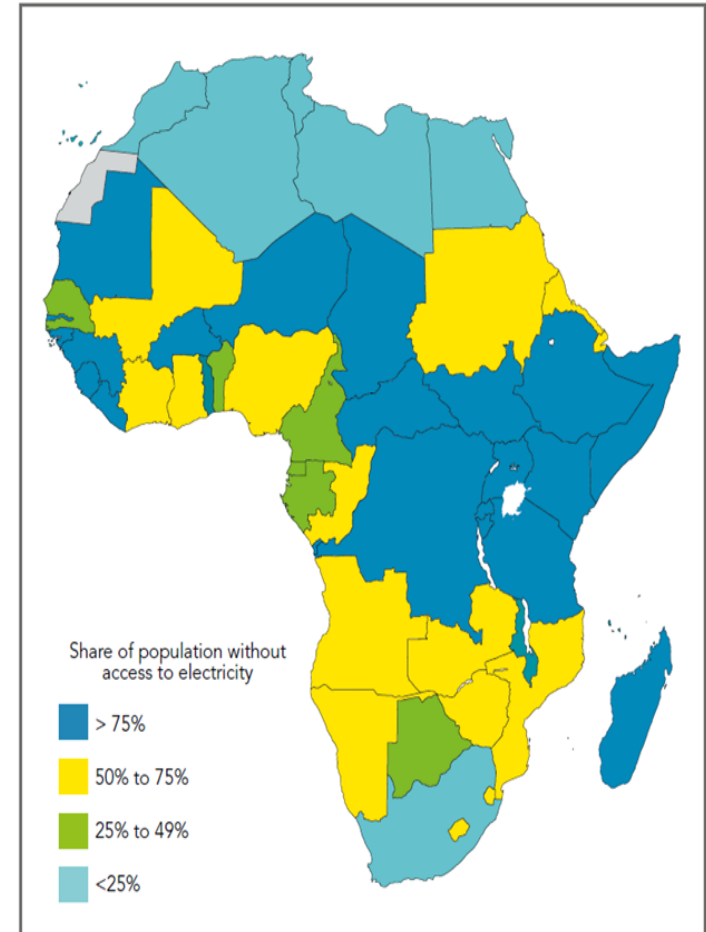 Share of population without
access to electricity
> 75%
50% to 75%
25% to 49%
<25%